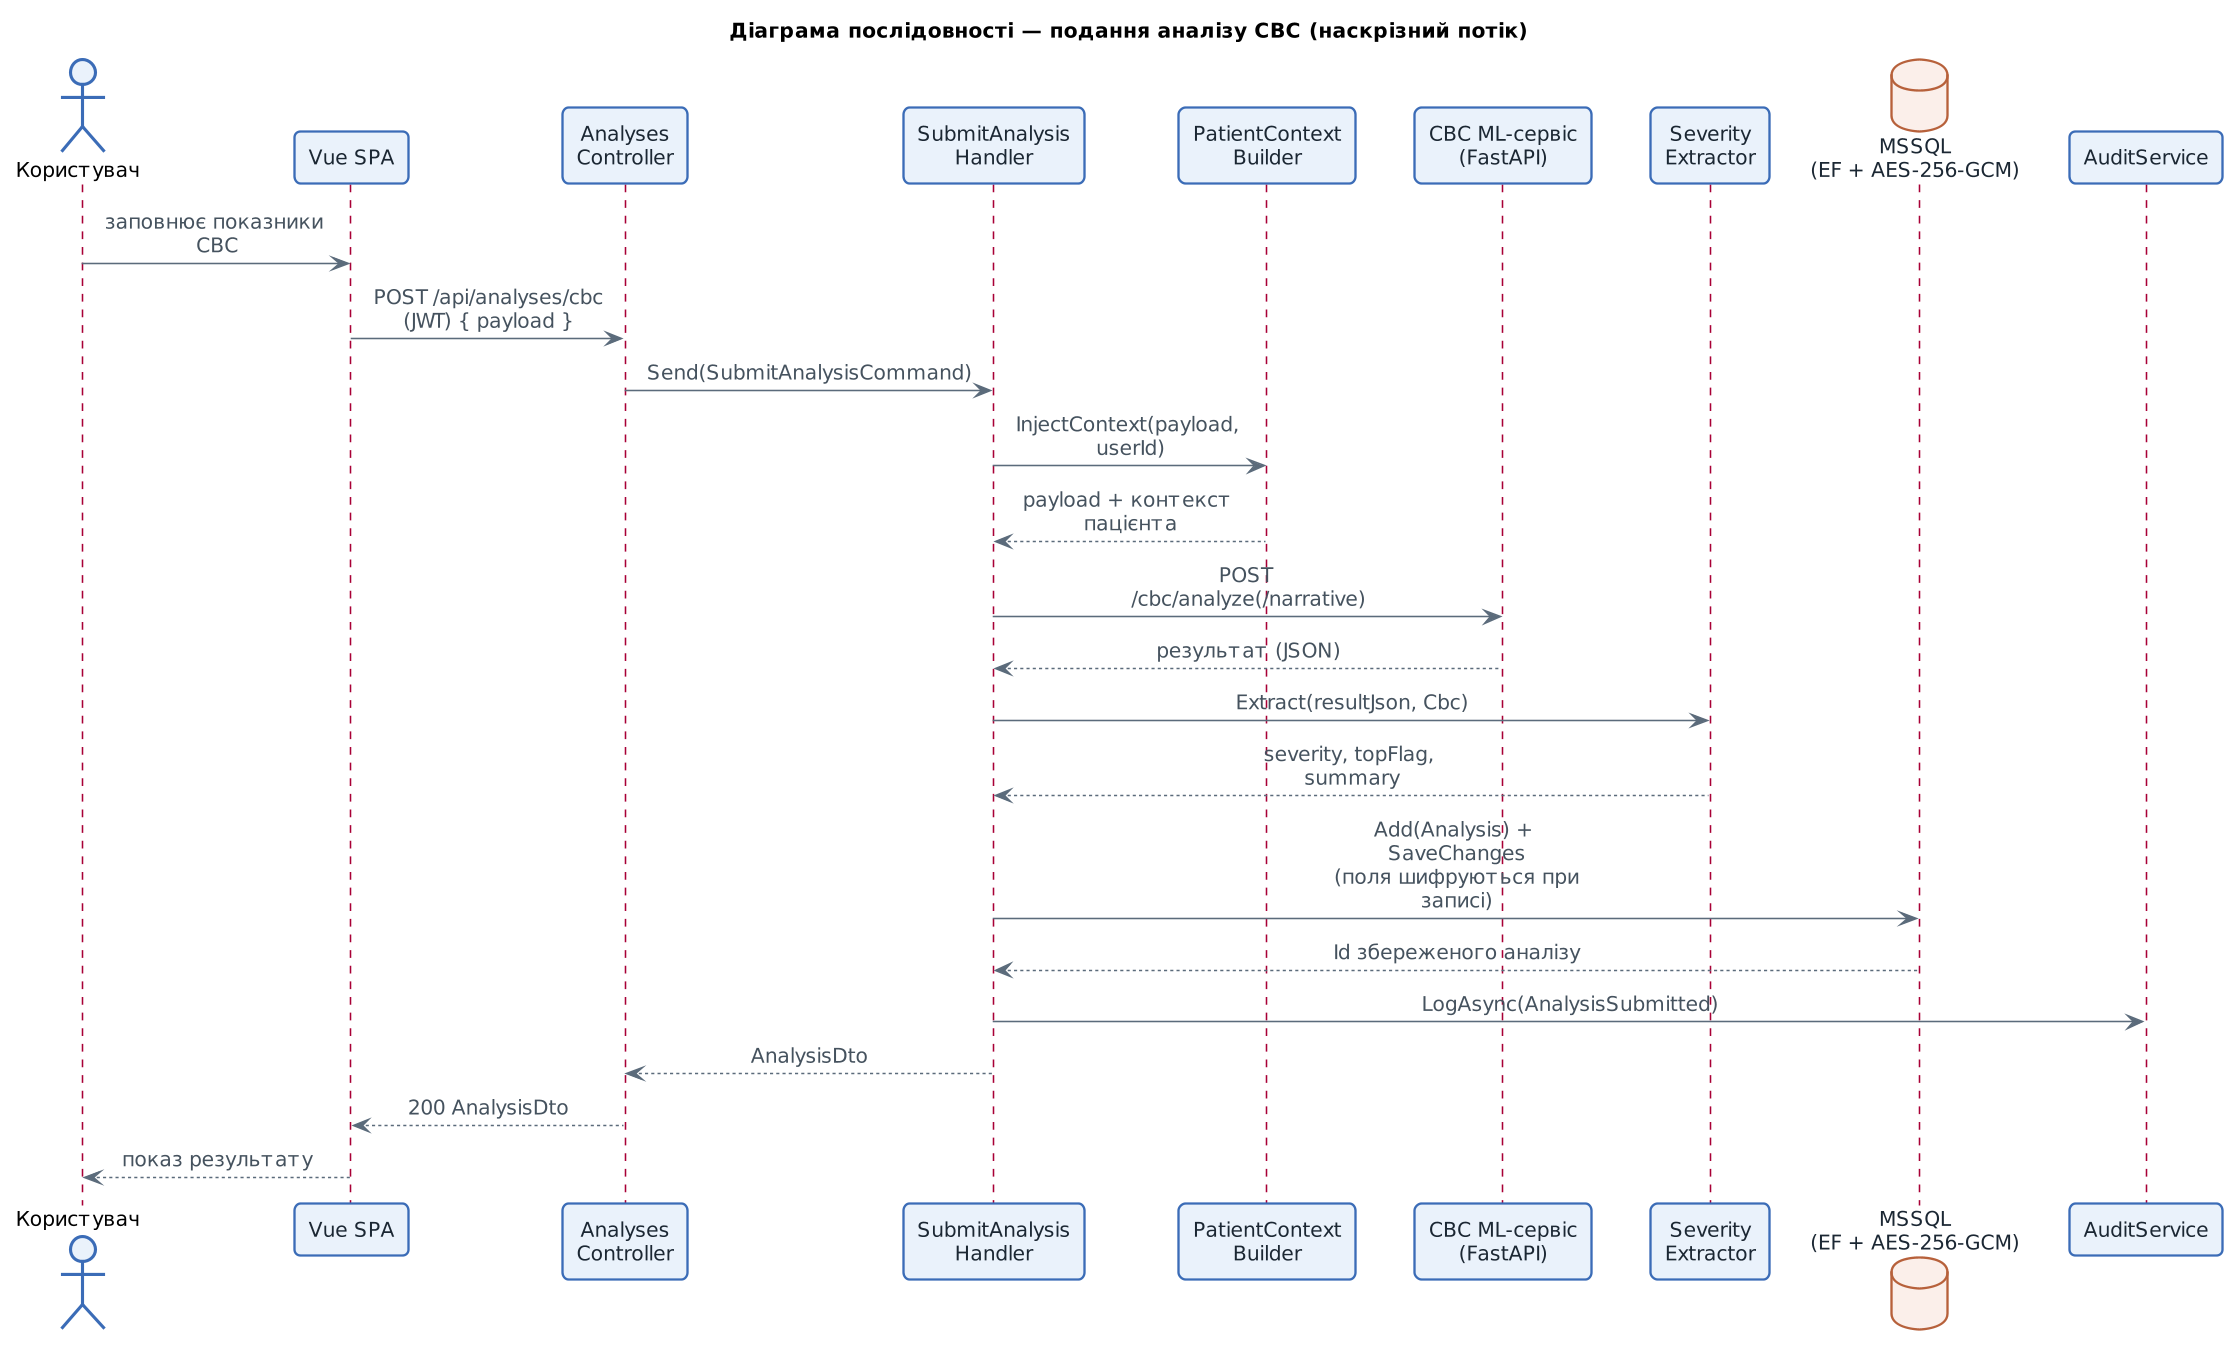 Діаграма послідовності — подання аналізу CBC (наскрізний потік)
Користувач
Vue SPA
Analyses
Controller
SubmitAnalysis
Handler
PatientContext
Builder
CBC ML-сервіс
(FastAPI)
Severity
Extractor
MSSQL
(EF + AES-256-GCM)
AuditService
заповнює показники
CBC
POST /api/analyses/cbc
(JWT) { payload }
Send(SubmitAnalysisCommand)
InjectContext(payload,
userId)
payload + контекст
пацієнта
POST
/cbc/analyze(/narrative)
результат (JSON)
Extract(resultJson, Cbc)
severity, topFlag,
summary
Add(Analysis) +
SaveChanges
(поля шифруються при
записі)
Id збереженого аналізу
LogAsync(AnalysisSubmitted)
AnalysisDto
200 AnalysisDto
показ результату
Користувач
Vue SPA
Analyses
Controller
SubmitAnalysis
Handler
PatientContext
Builder
CBC ML-сервіс
(FastAPI)
Severity
Extractor
MSSQL
(EF + AES-256-GCM)
AuditService